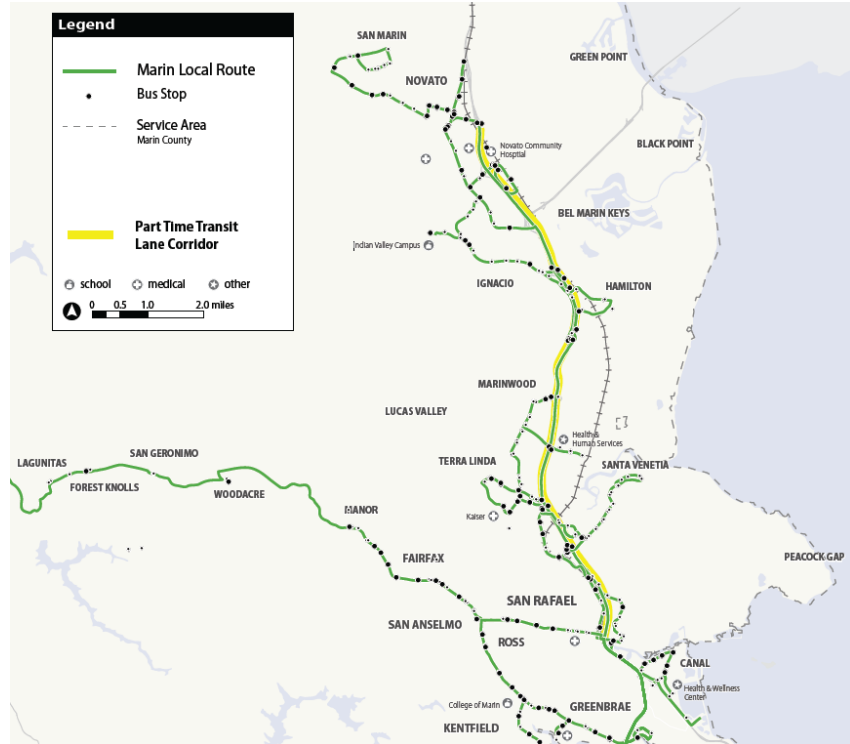 Legend
Marin Local Route
Bus Stop
Service Area
Marin County
Part Time Transit
Lane Corridor
school
medical
other
0 0.5 1.0 2.0 miles
SAN MARIN
NOVATO
GREEN POINT
Novato Community
Hosptial
BLACK POINT
BEL MARIN KEYS
Indian Valley Campus
IGNACIO
HAMILTON
MARINWOOD
LUCAS VALLEY
Health &
Human Services
TERRA LINDA
SANTA VENETIA
LAGUNITAS
SAN GERONIMO
FOREST KNOLLS
WOODACRE
Kaiser
MANOR
FAIRFAX
PEACOCK GAP
SAN RAFAEL
SAN ANSELMO
ROSS
CANAL
Health & Wellness
Center
College of Marin
GREENBRAE
KENTFIELD